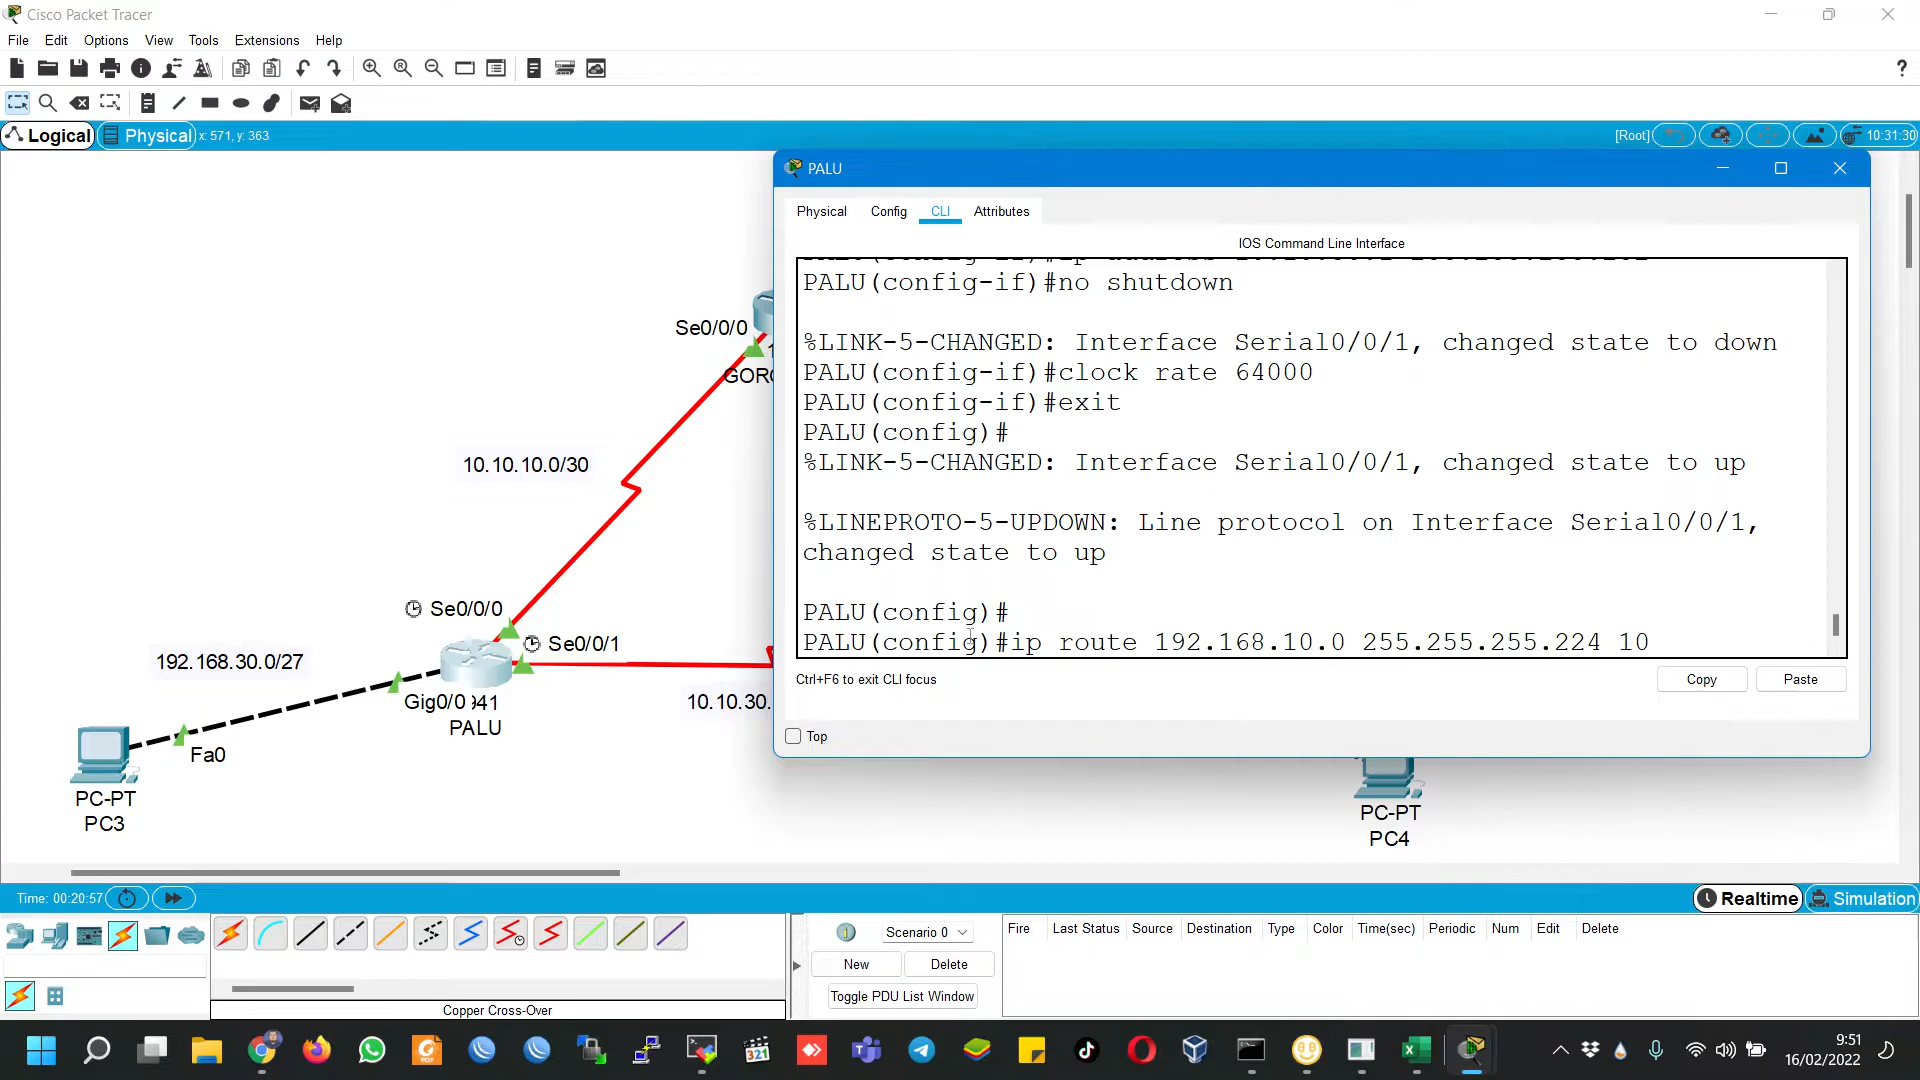 Cisco Packet Tracer
File Edit Options View Tools Extensions Help
Logical Physical x: 571, y: 363
[Root] 10:31:30
PALU
Physical Config CLI Attributes
IOS Command Line Interface
PALU(config-if)#no shutdown
%LINK-5-CHANGED: Interface Serial0/0/1, changed state to down
PALU(config-if)#clock rate 64000
PALU(config-if)#exit
PALU(config)#
%LINK-5-CHANGED: Interface Serial0/0/1, changed state to up
%LINEPROTO-5-UPDOWN: Line protocol on Interface Serial0/0/1,
changed state to up
PALU(config)#
PALU(config)#ip route 192.168.10.0 255.255.255.224 10
Ctrl+F6 to exit CLI focus
Copy Paste
Top
Se0/0/0
10.10.10.0/30
Se0/0/0
Se0/0/1
192.168.30.0/27
Gig0/0
PALU
10.10.30.
Fa0
PC-PT
PC3
PC-PT
PC4
Time: 00:20:57
Realtime Simulation
Scenario 0
New Delete
Toggle PDU List Window
Fire Last Status Source Destination Type Color Time(sec) Periodic Num Edit Delete
Copper Cross-Over
9:51
16/02/2022